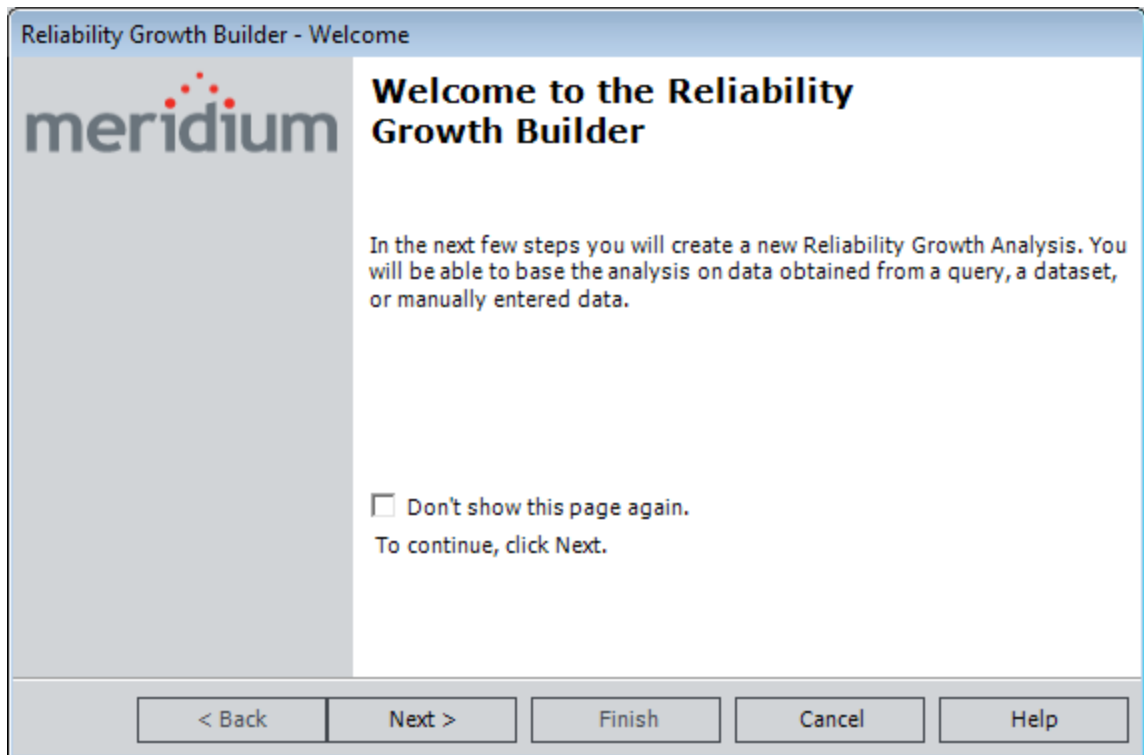 Reliability Growth Builder - Welcome
meridium
Welcome to the Reliability
Growth Builder
In the next few steps you will create a new Reliability Growth Analysis. You
will be able to base the analysis on data obtained from a query, a dataset,
or manually entered data.
Don't show this page again.
To continue, click Next.
< Back
Next >
Finish
Cancel
Help